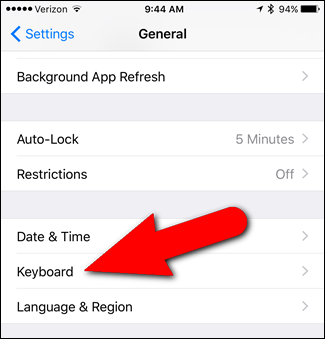 Verizon 9:44 AM 94%
Settings General
Background App Refresh
Auto-Lock 5 Minutes
Restrictions Off
Date & Time
Keyboard
Language & Region